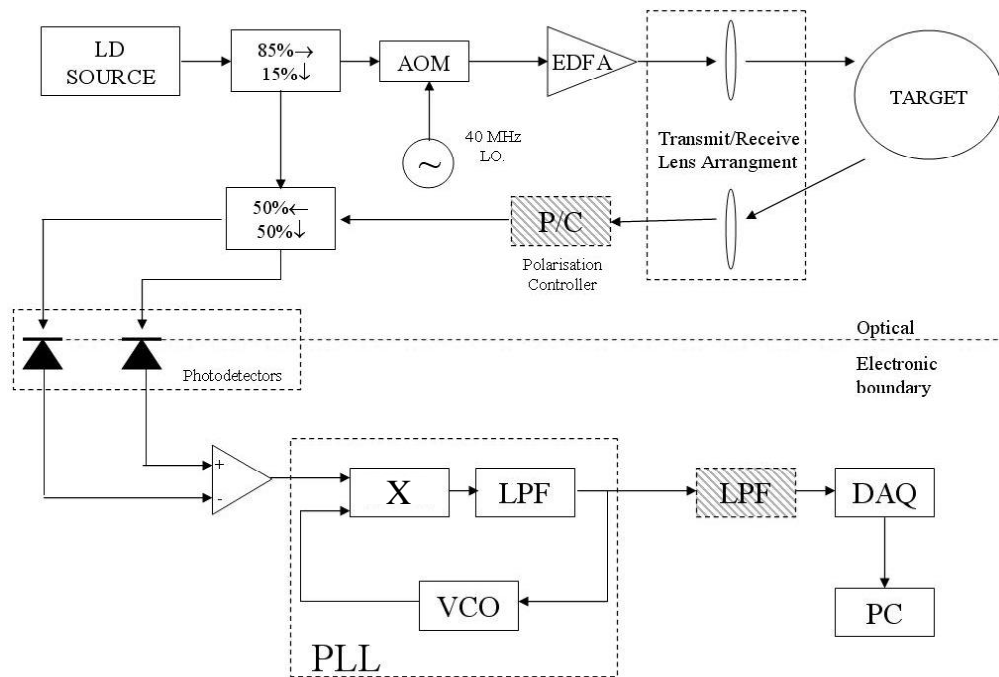 LD
SOURCE
85%→
15%↓
AOM
EDFA
TARGET
40 MHz
LO.
~
Transmit/Receive
Lens Arrangment
50%←
50%↓
P/C
Polarisation
Controller
Optical
Electronic
boundary
Photodetectors
+
-
X
LPF
LPF
DAQ
VCO
PC
PLL